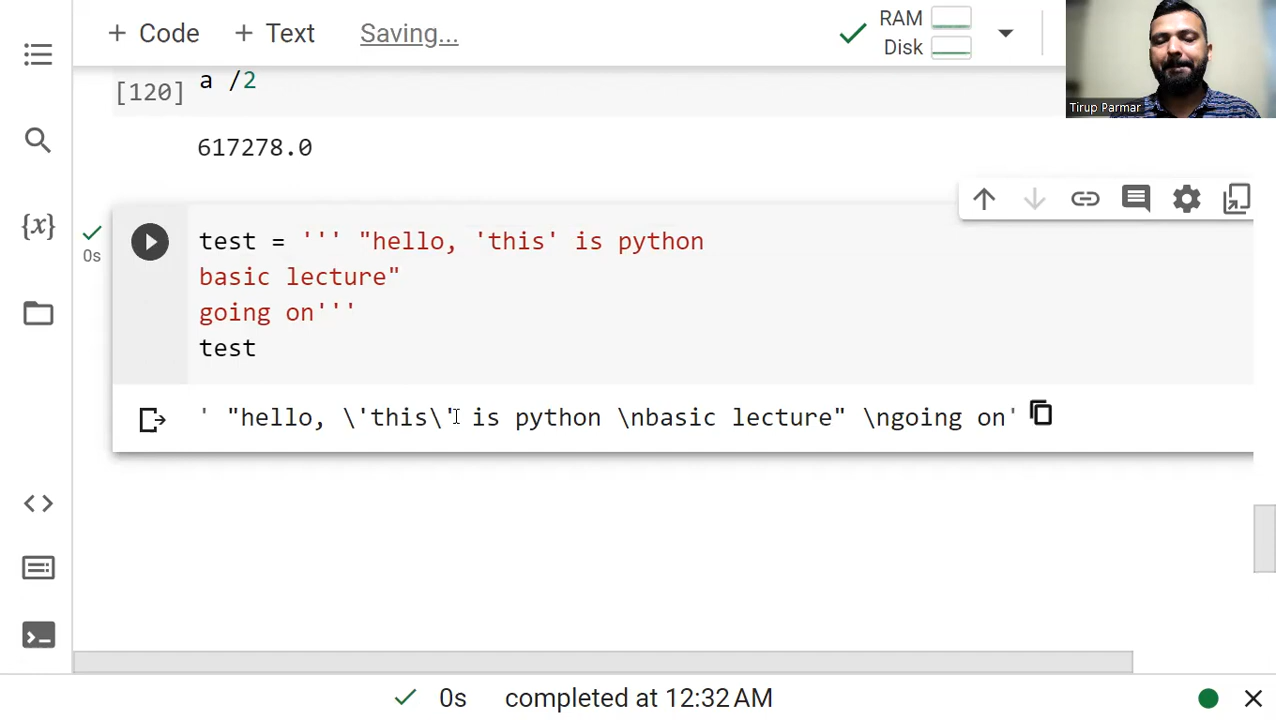 + Code + Text Saving... RAM
Disk
Tirup Parmar
a /2
[120]
617278.0
{x}
test = ''' "hello, 'this' is python
0s
basic lecture"
going on'''
test
' "hello, \'this\' is python \nbasic lecture" \ngoing on'
0s completed at 12:32 AM